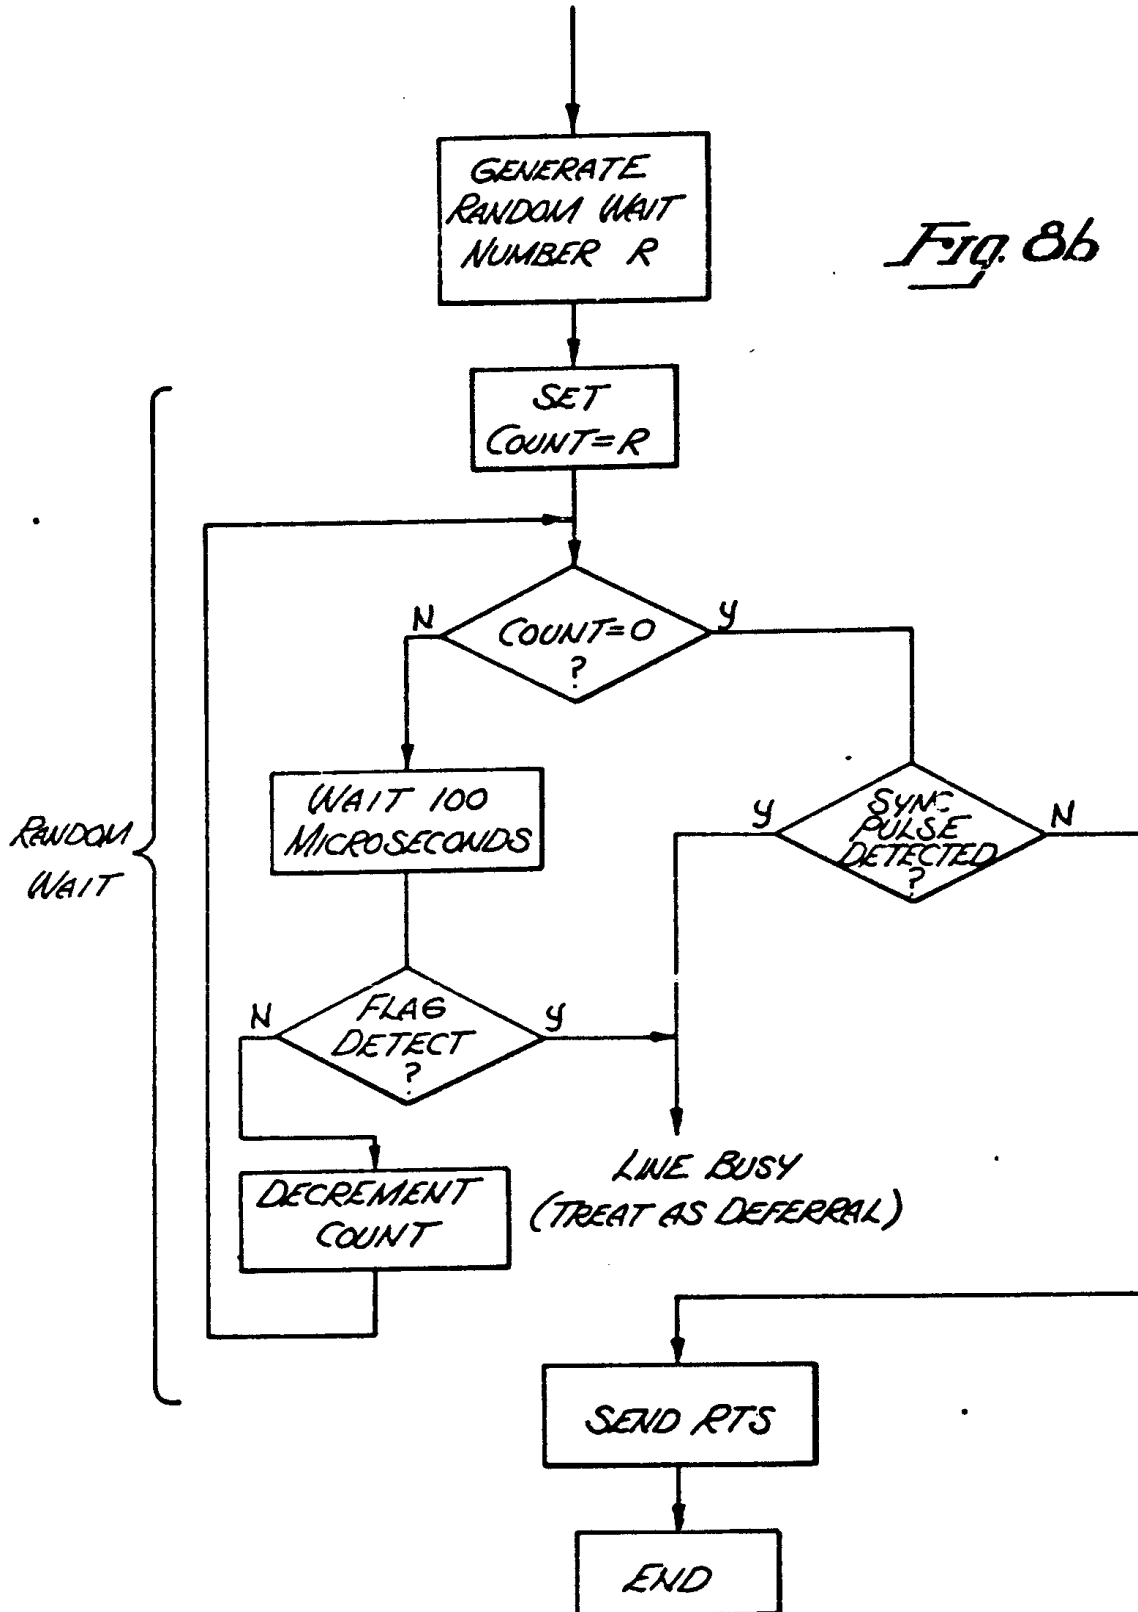 GENERATE
RANDOM WAIT
NUMBER R
Fig. 8b
SET
COUNT=R
N
COUNT=0
?
Y
WAIT 100
MICROSECONDS
Y
SYNC
PULSE
DETECTED
?
N
RANDOM
WAIT
N
FLAG
DETECT
?
Y
DECREMENT
COUNT
LINE BUSY
(TREAT AS DEFERRAL)
SEND RTS
END